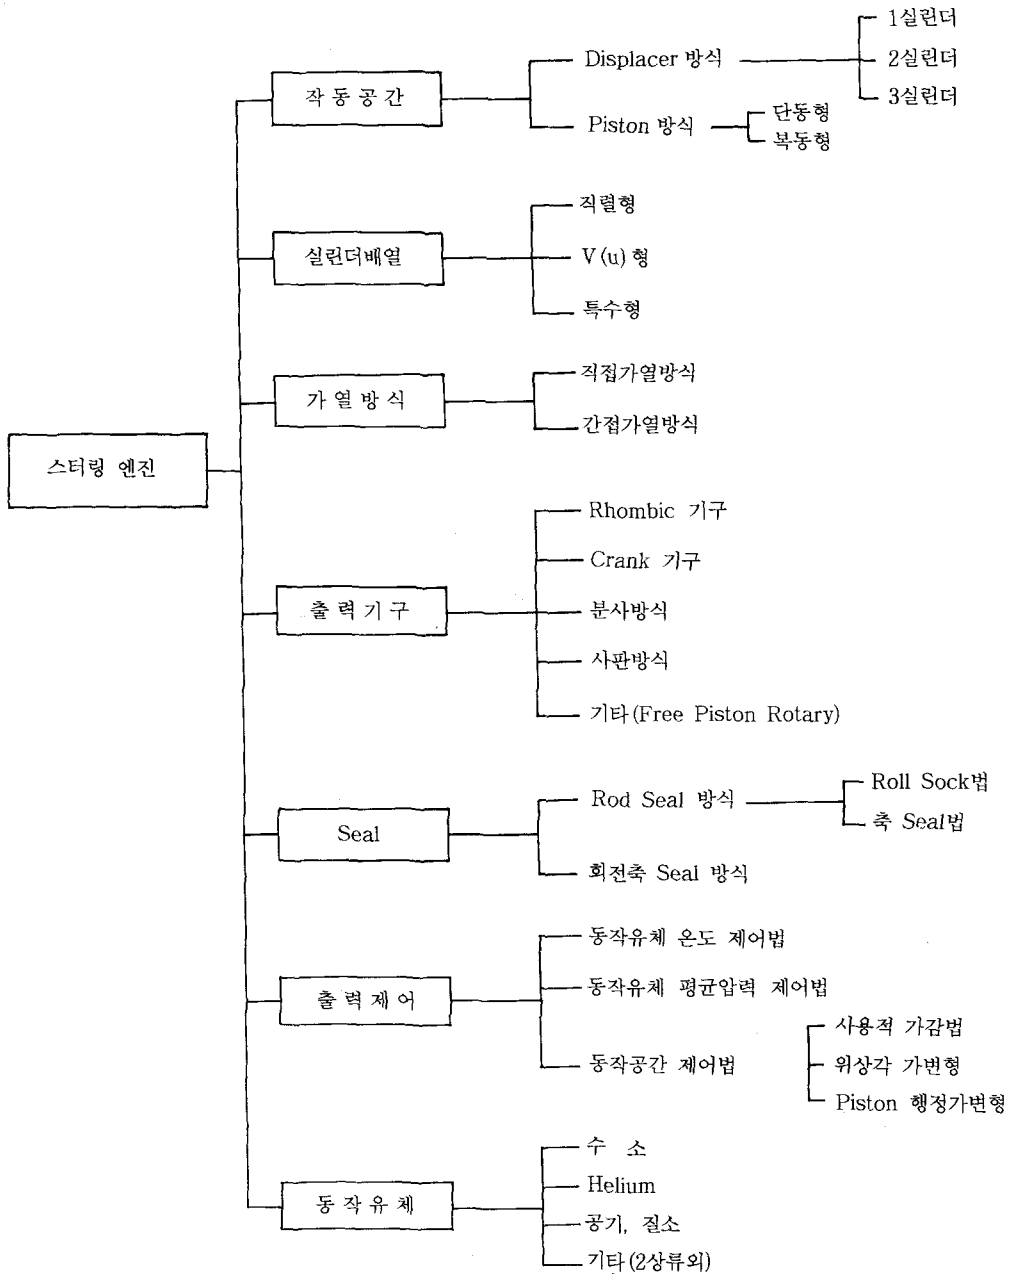 스터링 엔진
작동공간
Displacer 방식
1실린더
2실린더
3실린더
Piston 방식
단동형
복동형
실린더배열
직렬형
V(u)형
특수형
가열방식
직접가열방식
간접가열방식
출력기구
Rhombic 기구
Crank 기구
분사방식
사판방식
기타(Free Piston Rotary)
Seal
Rod Seal 방식
Roll Sock법
축 Seal법
회전축 Seal 방식
출력제어
동작유체 온도 제어법
동작유체 평균압력 제어법
동작공간 제어법
사용적 가감법
위상각 가변형
Piston 행정가변형
동작유체
수 소
Helium
공기, 질소
기타(2상류외)